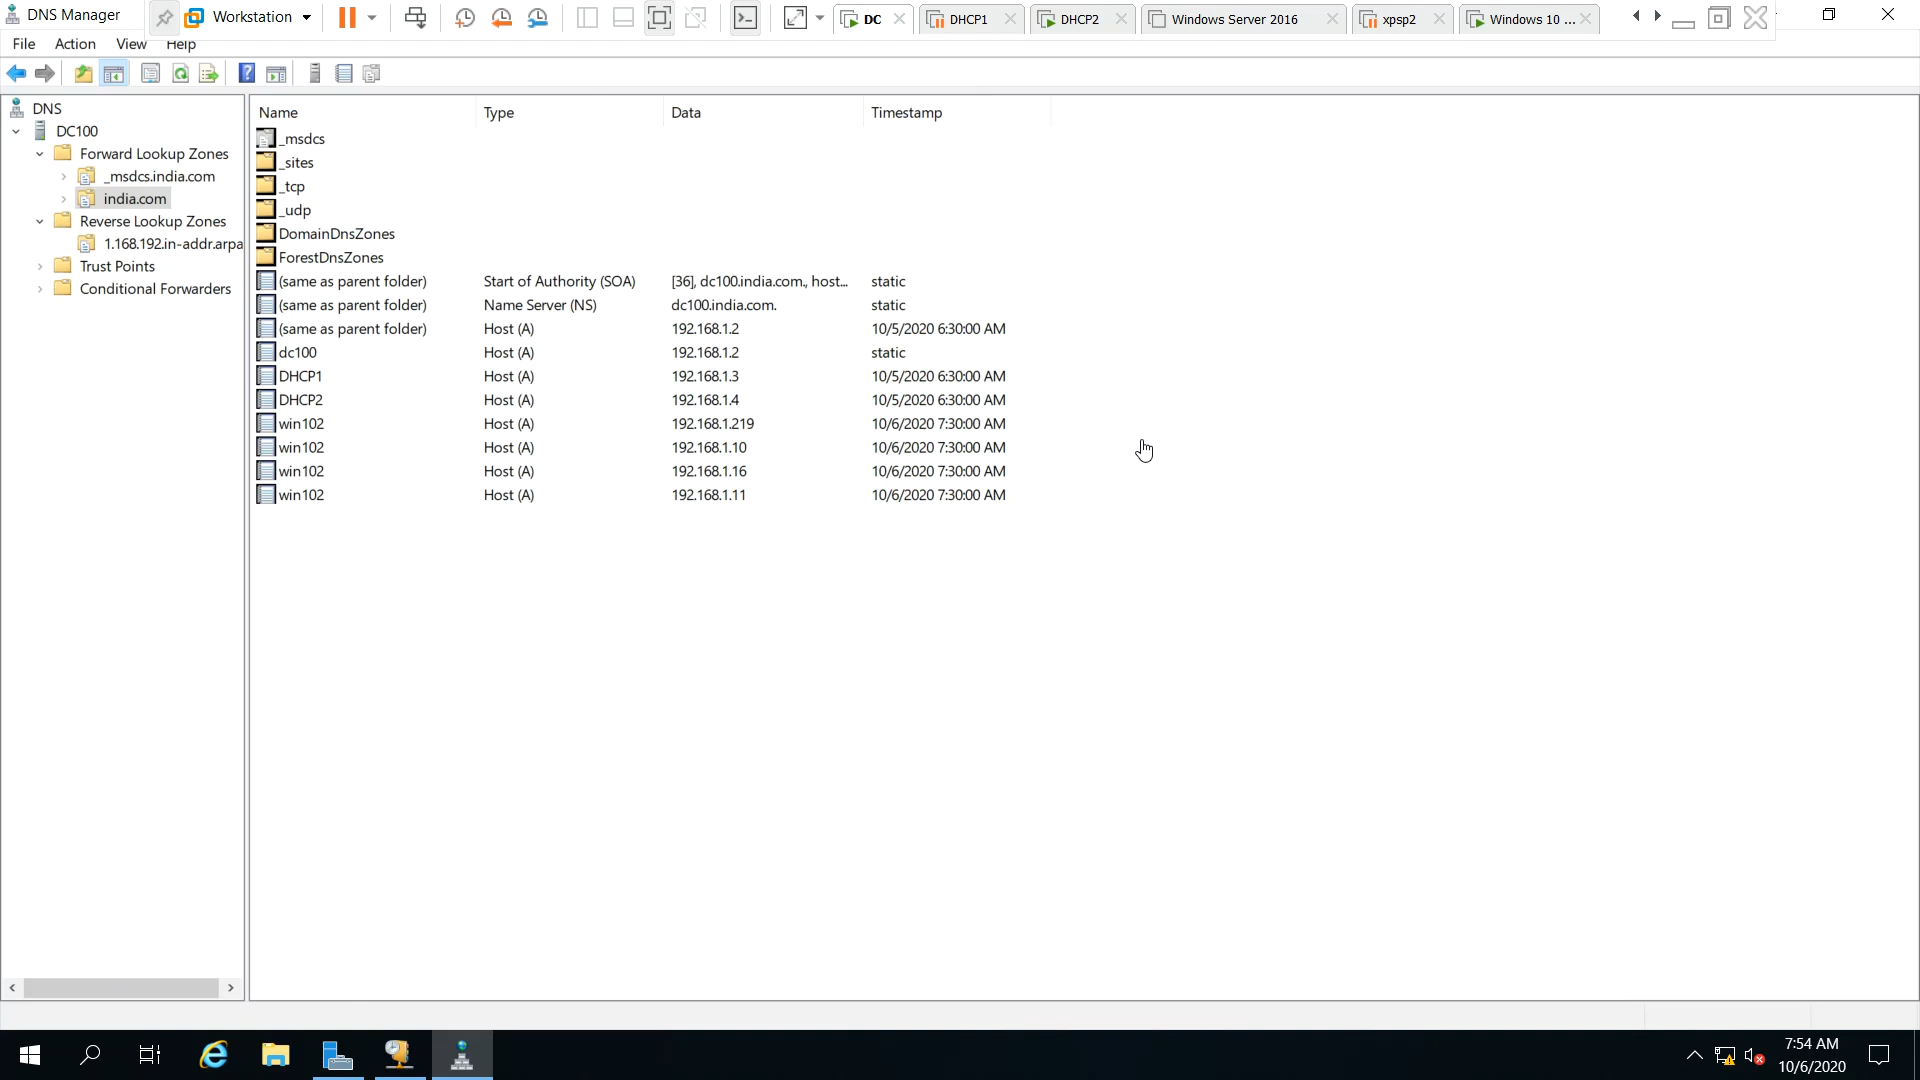 DNS Manager
Workstation
DC
DHCP1
DHCP2
Windows Server 2016
xpsp2
Windows 10 ...
File Action View Help
DNS
DC100
Forward Lookup Zones
_msdcs.india.com
india.com
Reverse Lookup Zones
1.168.192.in-addr.arpa
Trust Points
Conditional Forwarders
Name Type Data Timestamp
_msdcs
_sites
_tcp
_udp
DomainDnsZones
ForestDnsZones
(same as parent folder) Start of Authority (SOA) [36], dc100.india.com., host... static
(same as parent folder) Name Server (NS) dc100.india.com. static
(same as parent folder) Host (A) 192.168.1.2 10/5/2020 6:30:00 AM
dc100 Host (A) 192.168.1.2 static
DHCP1 Host (A) 192.168.1.3 10/5/2020 6:30:00 AM
DHCP2 Host (A) 192.168.1.4 10/5/2020 6:30:00 AM
win102 Host (A) 192.168.1.219 10/6/2020 7:30:00 AM
win102 Host (A) 192.168.1.10 10/6/2020 7:30:00 AM
win102 Host (A) 192.168.1.16 10/6/2020 7:30:00 AM
win102 Host (A) 192.168.1.11 10/6/2020 7:30:00 AM
7:54 AM
10/6/2020